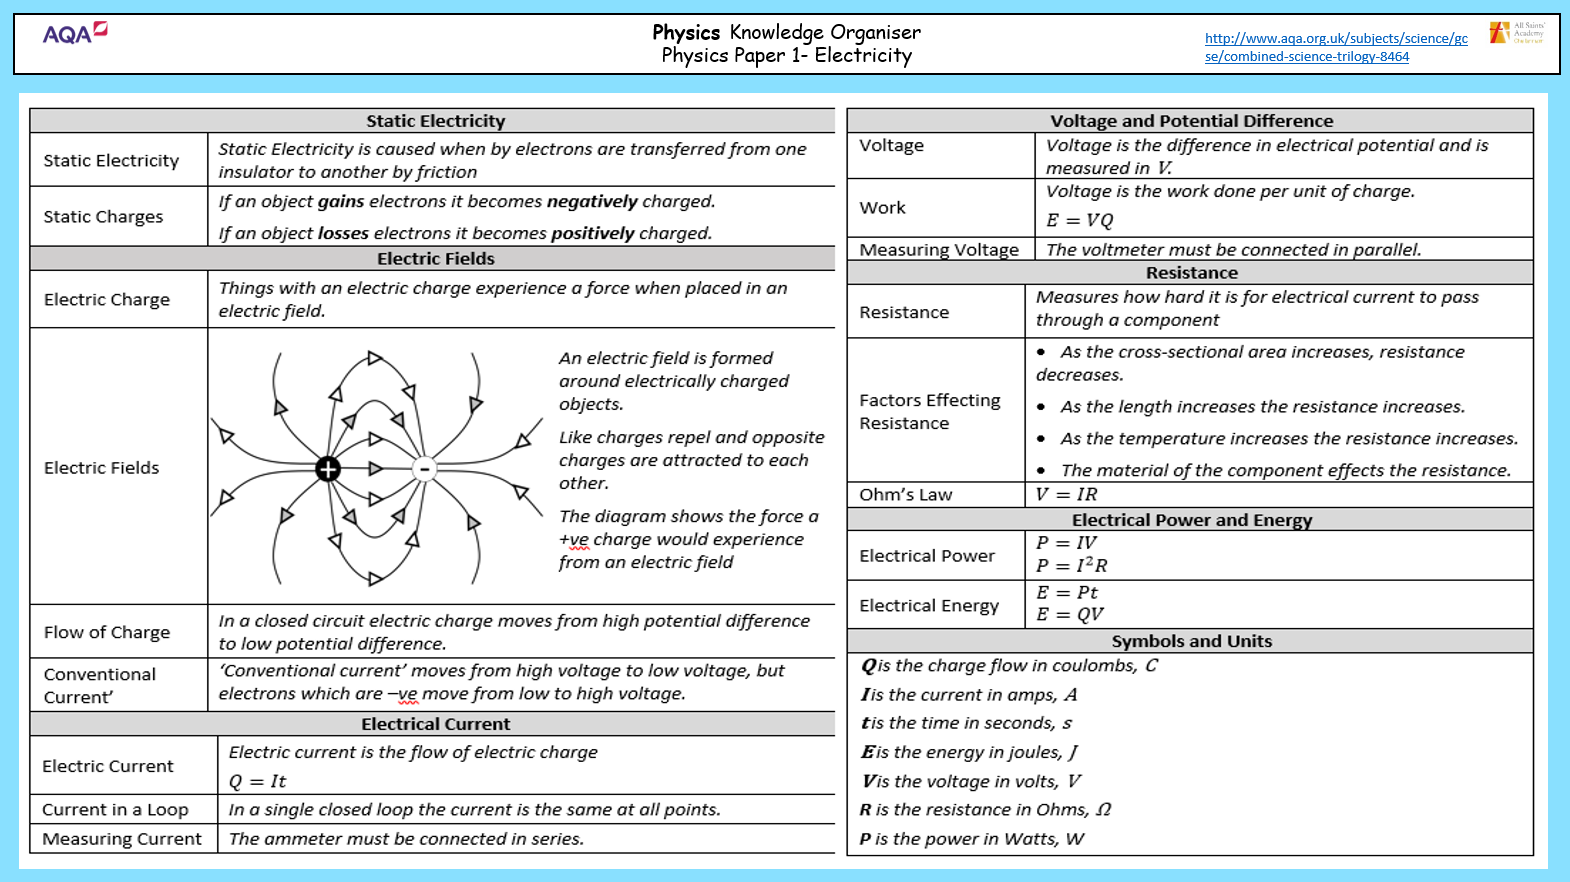 AQA
Physics Knowledge Organiser
Physics Paper 1- Electricity
http://www.aqa.org.uk/subjects/science/gc
se/combined-science-trilogy-8464
All Saints'
Academy
Static Electricity
Static Electricity
Static Electricity is caused when by electrons are transferred from one
insulator to another by friction
Static Charges
If an object gains electrons it becomes negatively charged.
If an object losses electrons it becomes positively charged.
Electric Fields
Electric Charge
Things with an electric charge experience a force when placed in an
electric field.
Electric Fields
+
-
An electric field is formed
around electrically charged
objects.
Like charges repel and opposite
charges are attracted to each
other.
The diagram shows the force a
+ve charge would experience
from an electric field
Flow of Charge
In a closed circuit electric charge moves from high potential difference
to low potential difference.
Conventional
Current’
‘Conventional current’ moves from high voltage to low voltage, but
electrons which are –ve move from low to high voltage.
Electrical Current
Electric Current
Electric current is the flow of electric charge
Q = It
Current in a Loop
In a single closed loop the current is the same at all points.
Measuring Current
The ammeter must be connected in series.
Voltage and Potential Difference
Voltage
Voltage is the difference in electrical potential and is
measured in V.
Work
Voltage is the work done per unit of charge.
E = VQ
Measuring Voltage
The voltmeter must be connected in parallel.
Resistance
Resistance
Measures how hard it is for electrical current to pass
through a component
Factors Effecting
Resistance
• As the cross-sectional area increases, resistance
decreases.
• As the length increases the resistance increases.
• As the temperature increases the resistance increases.
• The material of the component effects the resistance.
Ohm’s Law
V = IR
Electrical Power and Energy
Electrical Power
P = IV
P = I²R
Electrical Energy
E = Pt
E = QV
Symbols and Units
Q is the charge flow in coulombs, C
I is the current in amps, A
t is the time in seconds, s
E is the energy in joules, J
V is the voltage in volts, V
R is the resistance in Ohms, Ω
P is the power in Watts, W